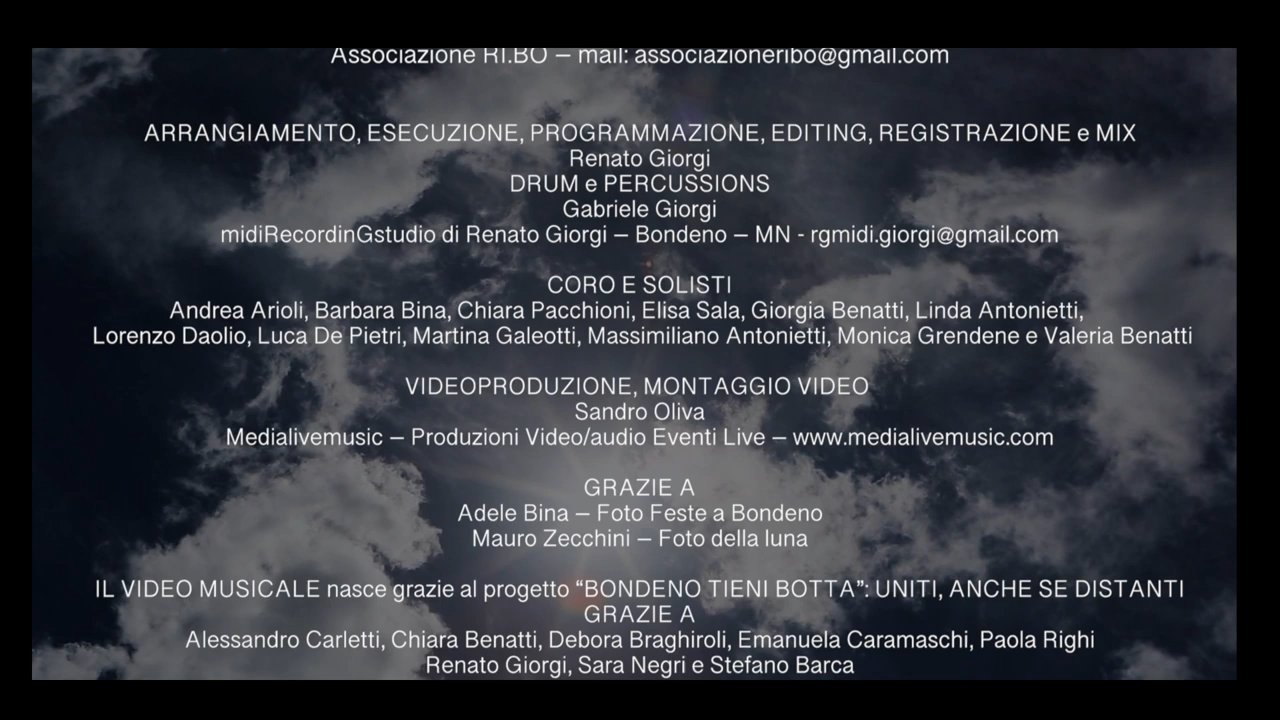 Associazione RI.BO – mail: associazioneribo@gmail.com
ARRANGIAMENTO, ESECUZIONE, PROGRAMMAZIONE, EDITING, REGISTRAZIONE e MIX
Renato Giorgi
DRUM e PERCUSSIONS
Gabriele Giorgi
midiRecordinGstudio di Renato Giorgi – Bondeno – MN - rgmidi.giorgi@gmail.com
CORO E SOLISTI
Andrea Arioli, Barbara Bina, Chiara Pacchioni, Elisa Sala, Giorgia Benatti, Linda Antonietti,
Lorenzo Daolio, Luca De Pietri, Martina Galeotti, Massimiliano Antonietti, Monica Grendene e Valeria Benatti
VIDEOPRODUZIONE, MONTAGGIO VIDEO
Sandro Oliva
Medialivemusic – Produzioni Video/audio Eventi Live – www.medialivemusic.com
GRAZIE A
Adele Bina – Foto Feste a Bondeno
Mauro Zecchini – Foto della luna
IL VIDEO MUSICALE nasce grazie al progetto “BONDENO TIENI BOTTA”: UNITI, ANCHE SE DISTANTI
GRAZIE A
Alessandro Carletti, Chiara Benatti, Debora Braghiroli, Emanuela Caramaschi, Paola Righi
Renato Giorgi, Sara Negri e Stefano Barca